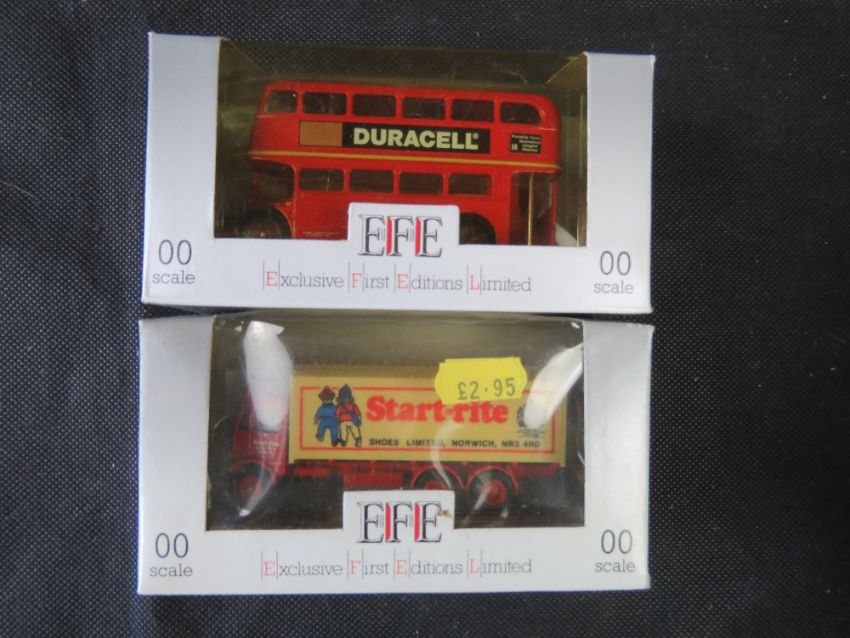 DURACELL
38
EFE
00
scale
Exclusive First Editions Limited
00
scale
£2.95
Start-rite
SHOES LIMITED, NORWICH, NR3 4RD
EFE
00
scale
Exclusive First Editions Limited
00
scale